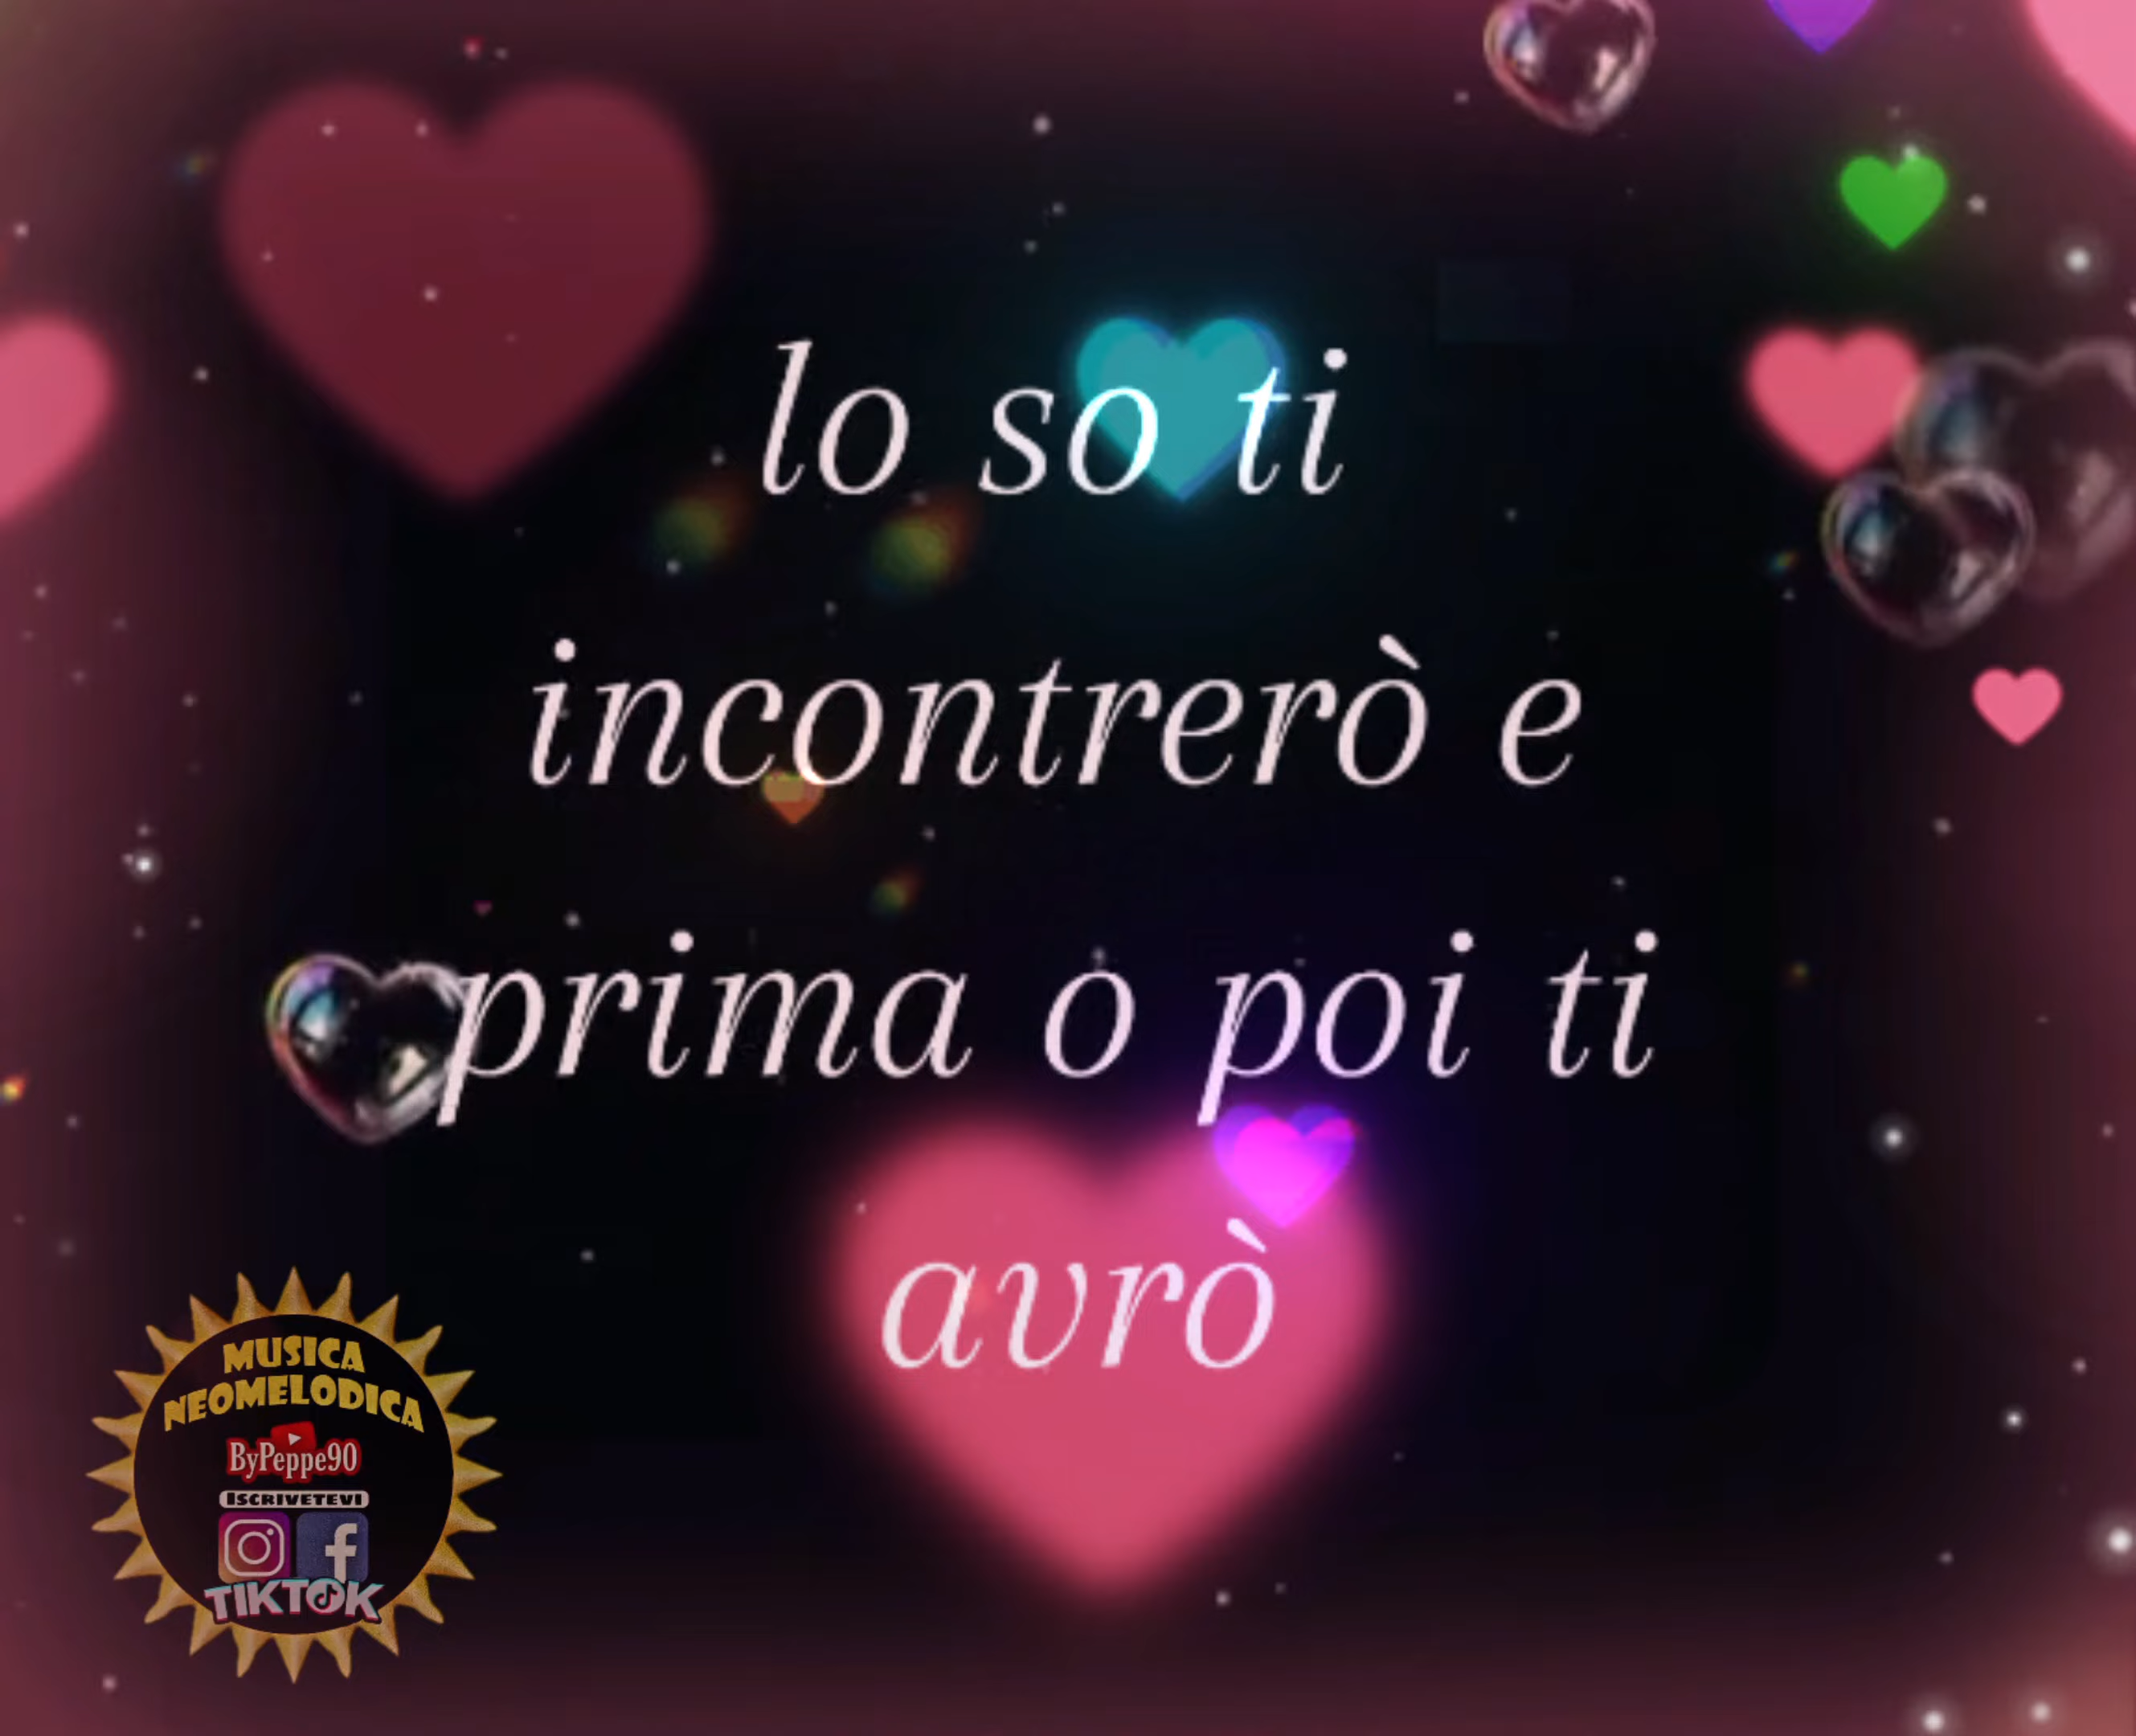 lo so ti
incontrerò e
prima o poi ti
avrò
MUSICA
NEOMELODICA
ByPeppe90
ISCRIVETEVI
TIKTOK